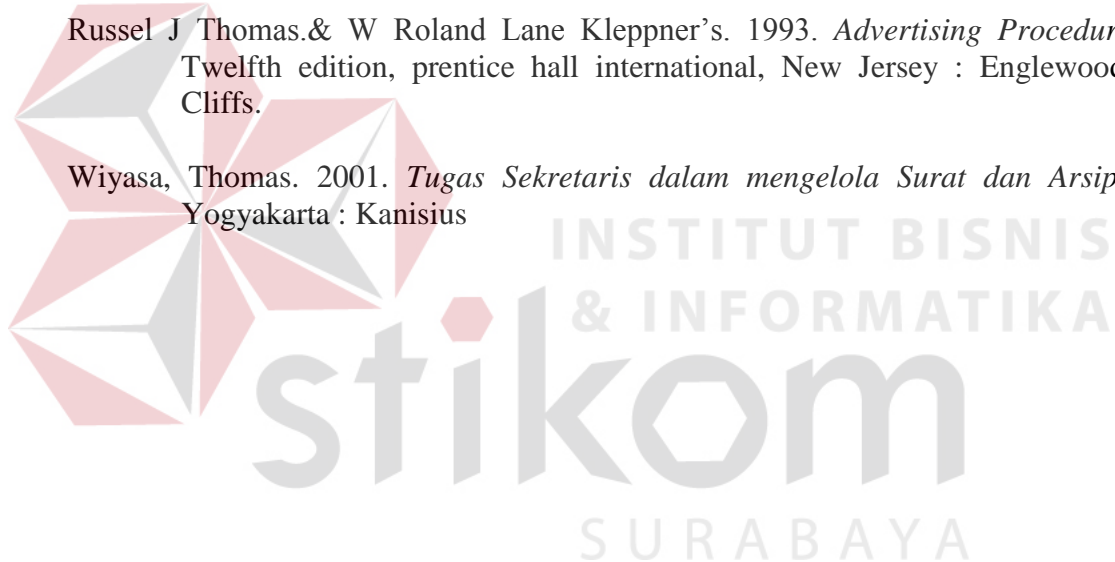 Russel J Thomas.& W Roland Lane Kleppner's. 1993. Advertising Procedur
Twelfth edition, prentice hall international, New Jersey : Englewood
Cliffs.
Wiyasa, Thomas. 2001. Tugas Sekretaris dalam mengelola Surat dan Arsip
Yogyakarta : Kanisius
INSTITUT BISNIS
& INFORMATIKA
stikom
SURABAYA